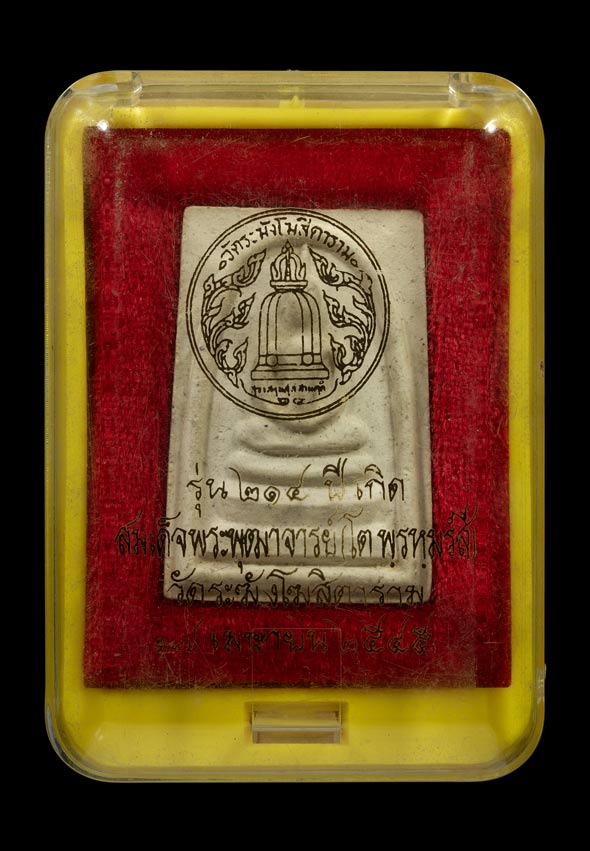 วัดระฆังโฆสิตาราม
รุ่น ๒๑๔ ปี เกิด
สมเด็จพระพุฒาจารย์ (โต พฺรหฺมรํสี)
วัดระฆังโฆสิตาราม
เมษายน ๒๕๔๕